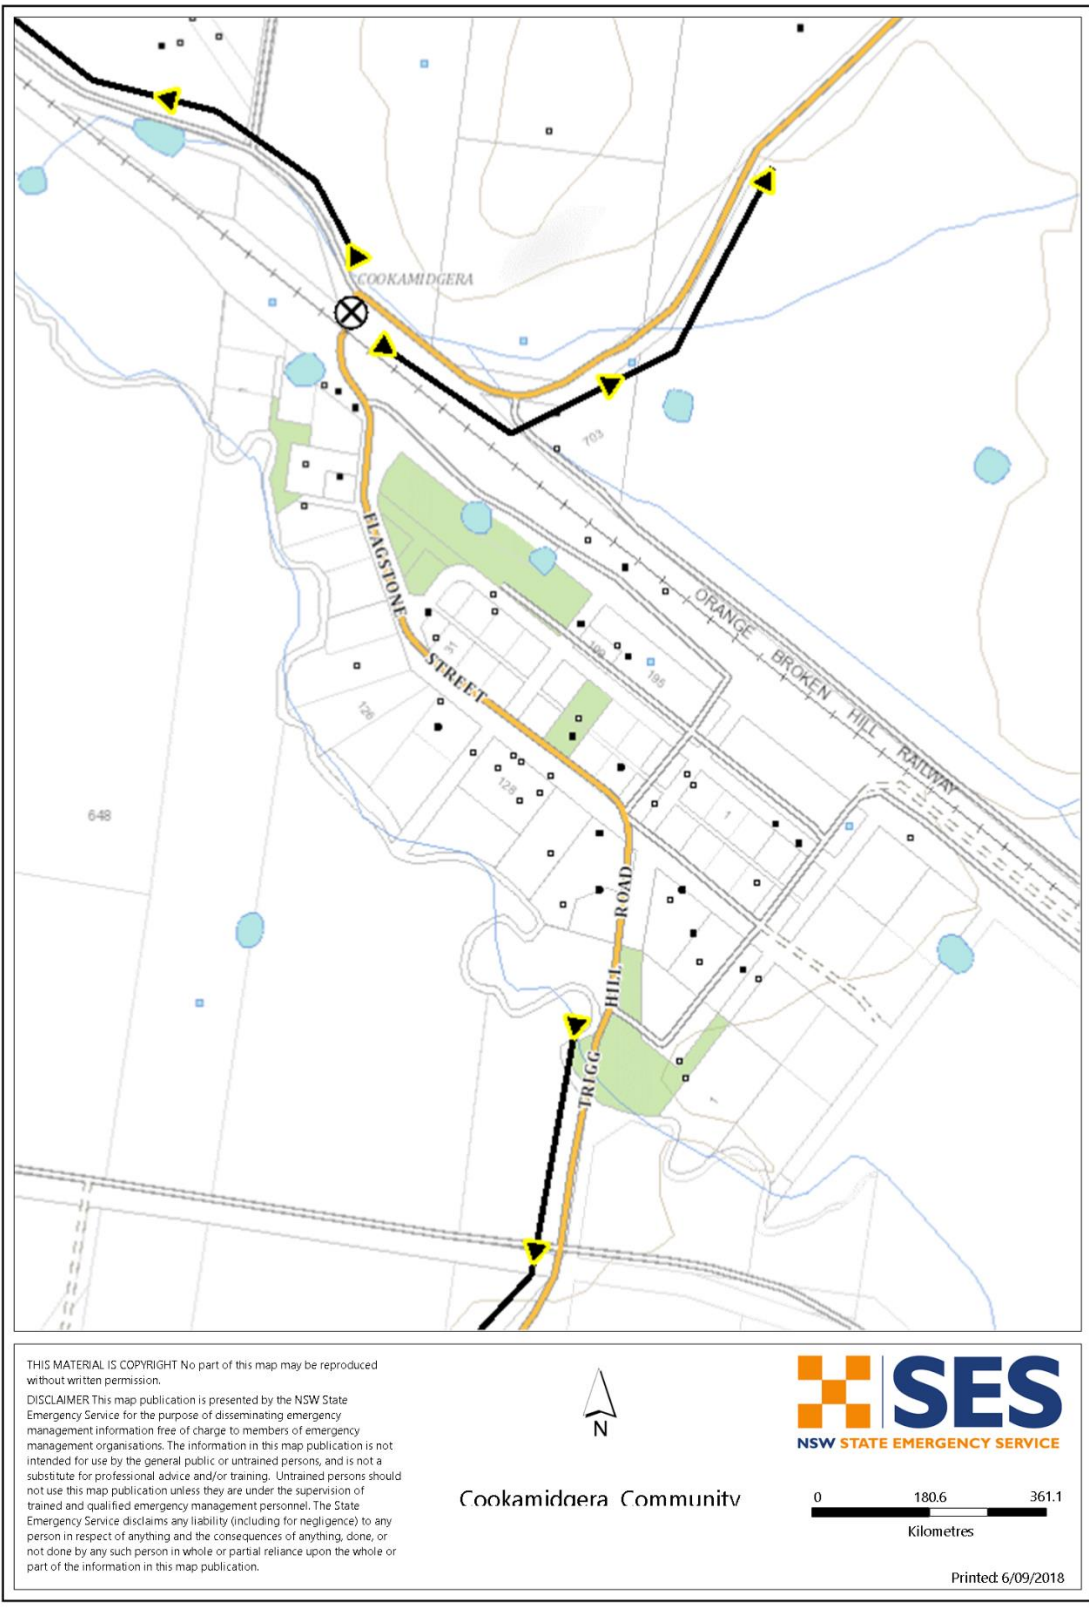 COOKAMIDGERA
703
FLAGSTONE
STREET
ORANGE BROKEN HILL RAILWAY
31
199
195
126
128
1
648
ROAD
HILL
TRIGG
1
THIS MATERIAL IS COPYRIGHT No part of this map may be reproduced
without written permission.
DISCLAIMER This map publication is presented by the NSW State
Emergency Service for the purpose of disseminating emergency
management information free of charge to members of emergency
management organisations. The information in this map publication is not
intended for use by the general public or untrained persons, and is not a
substitute for professional advice and/or training. Untrained persons should
not use this map publication unless they are under the supervision of
trained and qualified emergency management personnel. The State
Emergency Service disclaims any liability (including for negligence) to any
person in respect of anything and the consequences of anything, done, or
not done by any such person in whole or partial reliance upon the whole or
part of the information in this map publication.
N
Cookamidgera Community
SES
NSW STATE EMERGENCY SERVICE
0 180.6 361.1
Kilometres
Printed: 6/09/2018